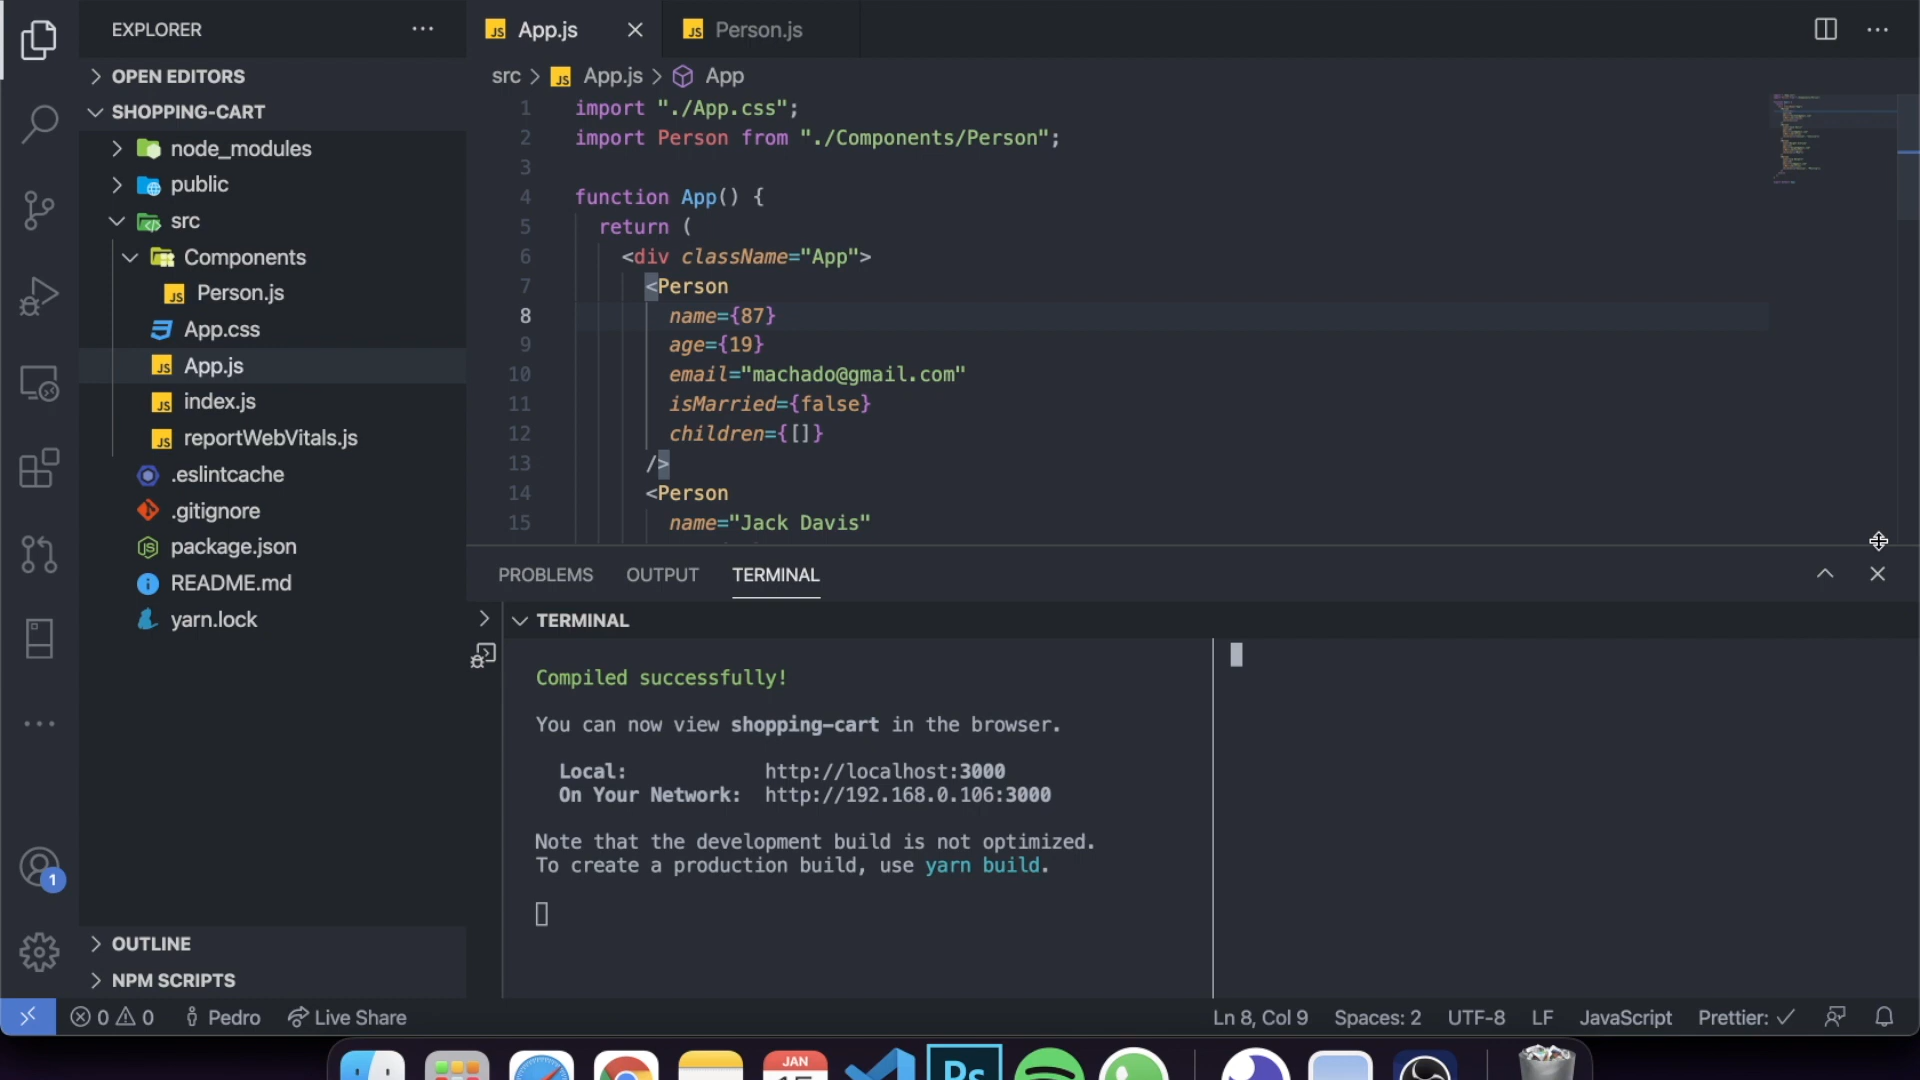 EXPLORER
OPEN EDITORS
SHOPPING-CART
node_modules
public
src
Components
Person.js
App.css
App.js
index.js
reportWebVitals.js
.eslintcache
.gitignore
package.json
README.md
yarn.lock
OUTLINE
NPM SCRIPTS
1
JS App.js
JS Person.js
src > JS App.js > App
1 import "./App.css";
2 import Person from "./Components/Person";
3
4 function App() {
5 return (
6 <div className="App">
7 <Person
8 name={87}
9 age={19}
10 email="machado@gmail.com"
11 isMarried={false}
12 children={[]}
13 />
14 <Person
15 name="Jack Davis"
PROBLEMS OUTPUT TERMINAL
TERMINAL
Compiled successfully!
You can now view shopping-cart in the browser.
Local: http://localhost:3000
On Your Network: http://192.168.0.106:3000
Note that the development build is not optimized.
To create a production build, use yarn build.
0 0 Pedro Live Share Ln 8, Col 9 Spaces: 2 UTF-8 LF JavaScript Prettier: ✓
JAN
Ps